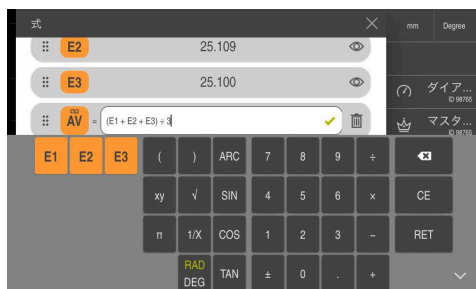 式
mm Degree
E2 25.109
E3 25.100
AV = (E1 + E2 + E3) ÷ 3
ダイア...
ID 98765
マスタ...
ID 98765
E1 E2 E3 ( ) ARC 7 8 9 ÷
xy √ SIN 4 5 6 × CE
π 1/X COS 1 2 3 − RET
RAD
DEG TAN ± 0 . +